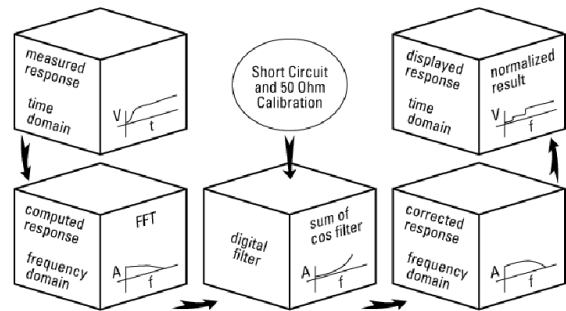 measured
response
time
domain
V
t
Short Circuit
and 50 Ohm
Calibration
displayed
response
time
domain
normalized
result
V
f
computed
response
frequency
domain
FFT
A
f
digital
filter
sum of
cos filter
A
f
corrected
response
frequency
domain
A
f